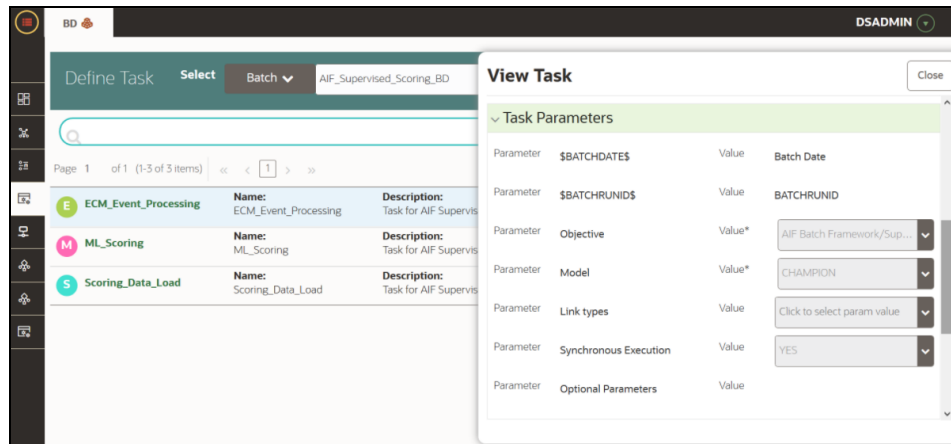 BD
DSADMIN
Define Task
Select
Batch
AIF_Supervised_Scoring_BD
Page 1 of 1 (1-3 of 3 items) « < 1 > »
E
ECM_Event_Processing
Name:
ECM_Event_Processing
Description:
Task for AIF Supervis
M
ML_Scoring
Name:
ML_Scoring
Description:
Task for AIF Supervis
S
Scoring_Data_Load
Name:
Scoring_Data_Load
Description:
Task for AIF Supervis
View Task
Close
Task Parameters
Parameter $BATCHDATE$ Value Batch Date
Parameter $BATCHRUNID$ Value BATCHRUNID
Parameter Objective Value* AIF Batch Framework/Sup...
Parameter Model Value* CHAMPION
Parameter Link types Value Click to select param value
Parameter Synchronous Execution Value YES
Parameter Optional Parameters Value